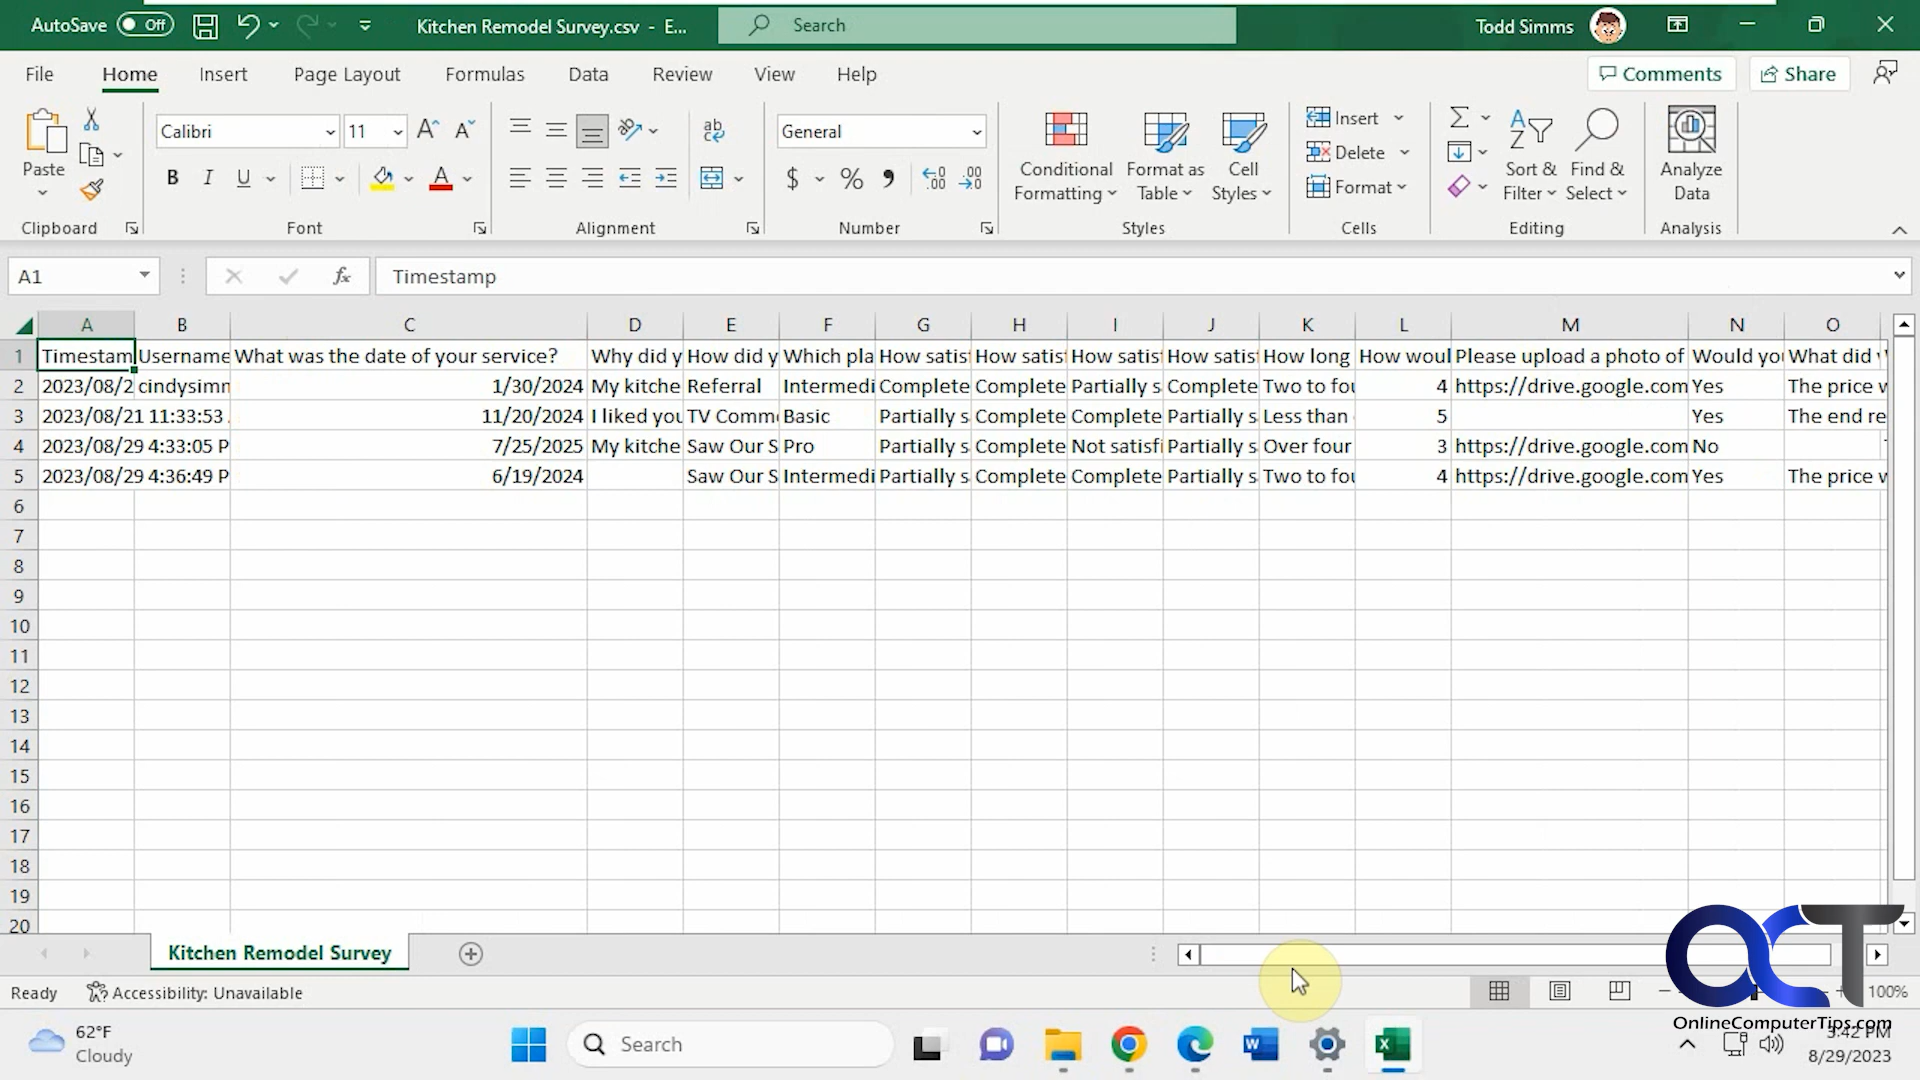 AutoSave Off Kitchen Remodel Survey.csv - E... Search Todd Simms
File Home Insert Page Layout Formulas Data Review View Help Comments Share
Paste Calibri 11 General Conditional Formatting Format as Table Cell Styles Insert Delete Format Sort & Filter Find & Select Analyze Data
B I U $ %
Clipboard Font Alignment Number Styles Cells Editing Analysis
A1 fx Timestamp
A B C D E F G H I J K L M N O
1 Timestam Username What was the date of your service? Why did y How did y Which pla How satis How satis How satis How satis How long How woul Please upload a photo of Would you What did
2 2023/08/2 cindysimm 1/30/2024 My kitche Referral Intermedi Complete Complete Partially s Complete Two to fou 4 https://drive.google.com Yes The price w
3 2023/08/21 11:33:53 11/20/2024 I liked you TV Comm Basic Partially s Complete Complete Partially s Less than 5 Yes The end re
4 2023/08/29 4:33:05 P 7/25/2025 My kitche Saw Our S Pro Partially s Complete Not satisfi Partially s Over four 3 https://drive.google.com No
5 2023/08/29 4:36:49 P 6/19/2024 Saw Our S Intermedi Partially s Complete Complete Partially s Two to fou 4 https://drive.google.com Yes The price w
6
7
8
9
10
11
12
13
14
15
16
17
18
19
20
Kitchen Remodel Survey
Ready Accessibility: Unavailable 100%
OCT
OnlineComputerTips.com
62°F
Cloudy
Search
3:42 PM
8/29/2023